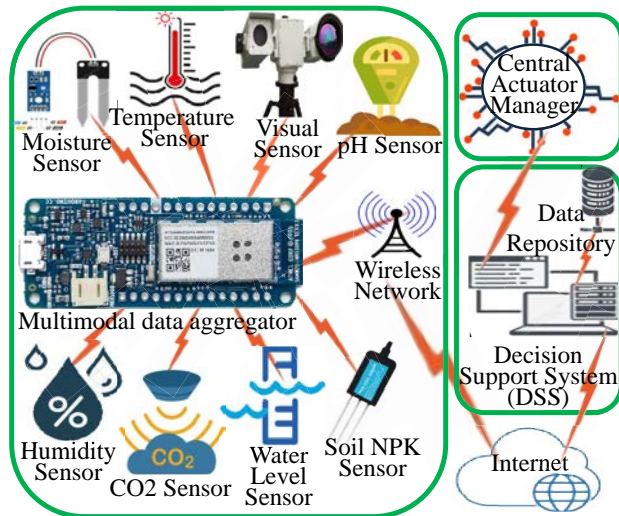 Moisture
Sensor
Temperature
Sensor
Visual
Sensor
pH Sensor
Central
Actuator
Manager
Data
Repository
Wireless
Network
Multimodal data aggregator
Decision
Support System
(DSS)
%
Humidity
Sensor
CO2
CO2 Sensor
Water
Level
Sensor
Soil NPK
Sensor
Internet